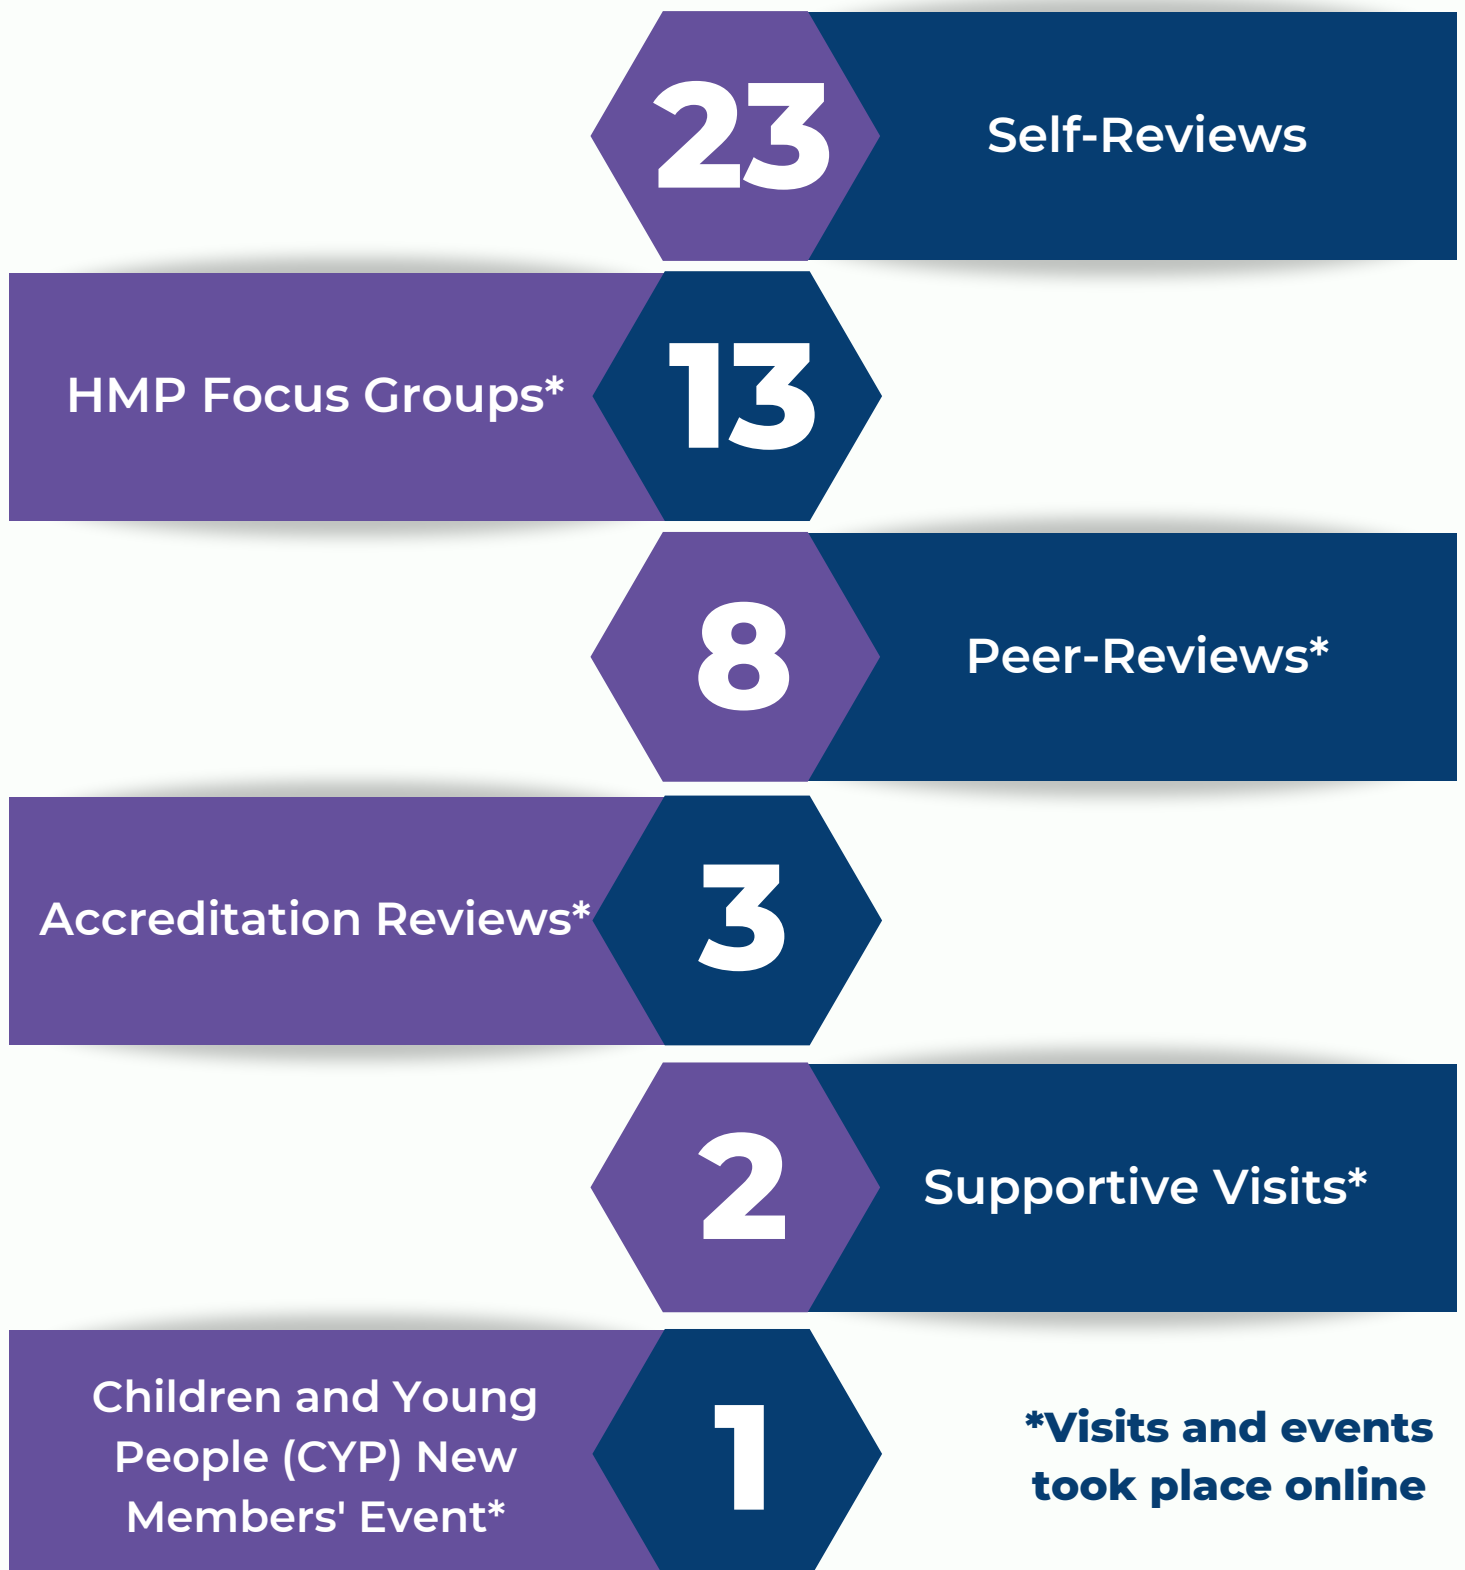 23
Self-Reviews
HMP Focus Groups*
13
8
Peer-Reviews*
Accreditation Reviews*
3
2
Supportive Visits*
Children and Young
People (CYP) New
Members' Event*
1
*Visits and events
took place online